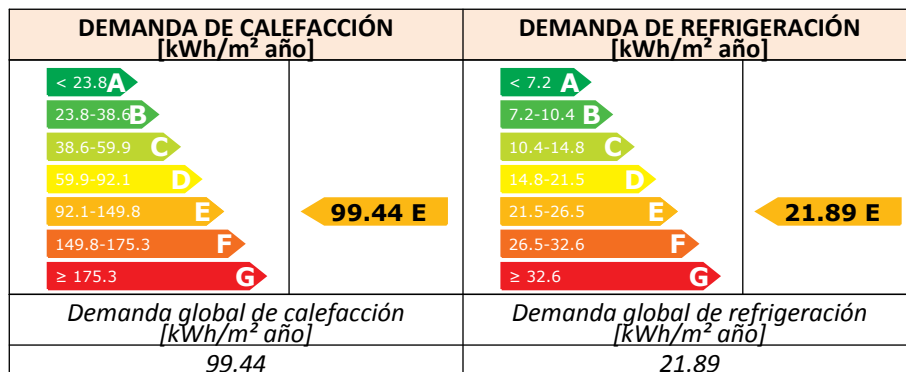 DEMANDA DE CALEFACCIÓN
[kWh/m² año]
DEMANDA DE REFRIGERACIÓN
[kWh/m² año]
< 23.8 A
23.8-38.6 B
38.6-59.9 C
59.9-92.1 D
92.1-149.8 E
149.8-175.3 F
≥ 175.3 G
99.44 E
< 7.2 A
7.2-10.4 B
10.4-14.8 C
14.8-21.5 D
21.5-26.5 E
26.5-32.6 F
≥ 32.6 G
21.89 E
Demanda global de calefacción
[kWh/m² año]
Demanda global de refrigeración
[kWh/m² año]
99.44
21.89